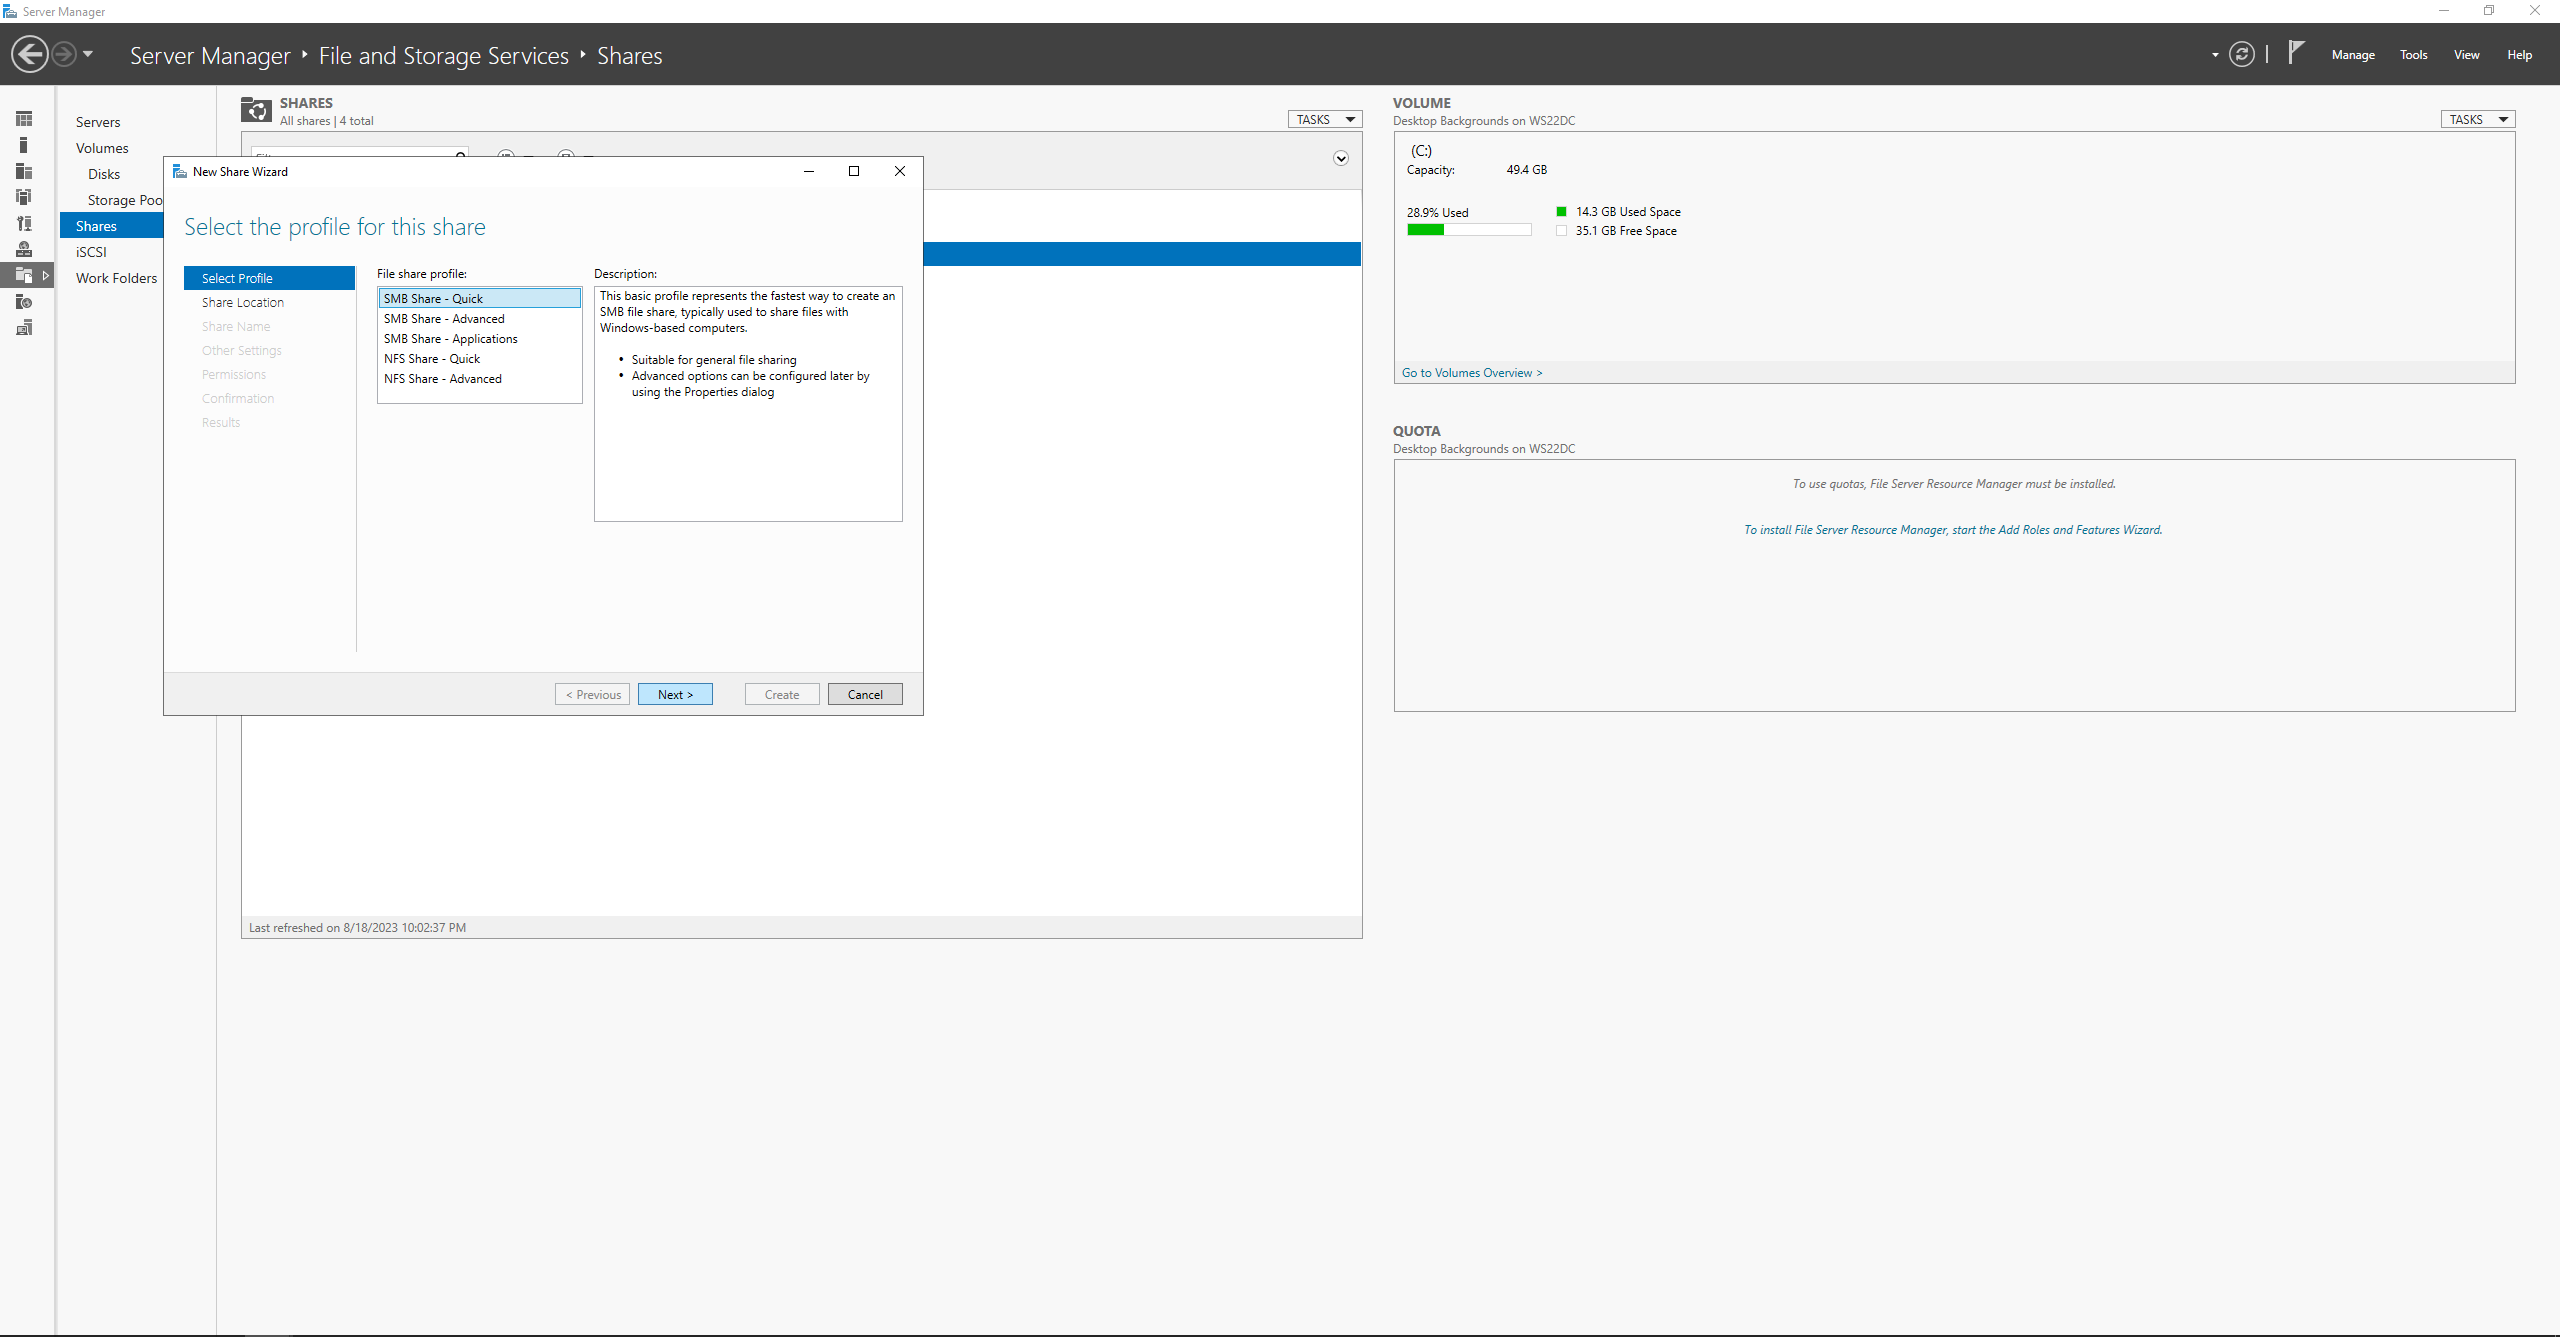 Server Manager
Server Manager ‣ File and Storage Services ‣ Shares
Manage Tools View Help
Servers
Volumes
Disks
Storage Poo
Shares
iSCSI
Work Folders
SHARES
All shares | 4 total
TASKS
New Share Wizard
Select the profile for this share
Select Profile
Share Location
Share Name
Other Settings
Permissions
Confirmation
Results
File share profile:
SMB Share - Quick
SMB Share - Advanced
SMB Share - Applications
NFS Share - Quick
NFS Share - Advanced
Description:
This basic profile represents the fastest way to create an
SMB file share, typically used to share files with
Windows-based computers.
• Suitable for general file sharing
• Advanced options can be configured later by
using the Properties dialog
< Previous Next > Create Cancel
Last refreshed on 8/18/2023 10:02:37 PM
VOLUME
Desktop Backgrounds on WS22DC
TASKS
(C:)
Capacity: 49.4 GB
28.9% Used
14.3 GB Used Space
35.1 GB Free Space
Go to Volumes Overview >
QUOTA
Desktop Backgrounds on WS22DC
To use quotas, File Server Resource Manager must be installed.
To install File Server Resource Manager, start the Add Roles and Features Wizard.